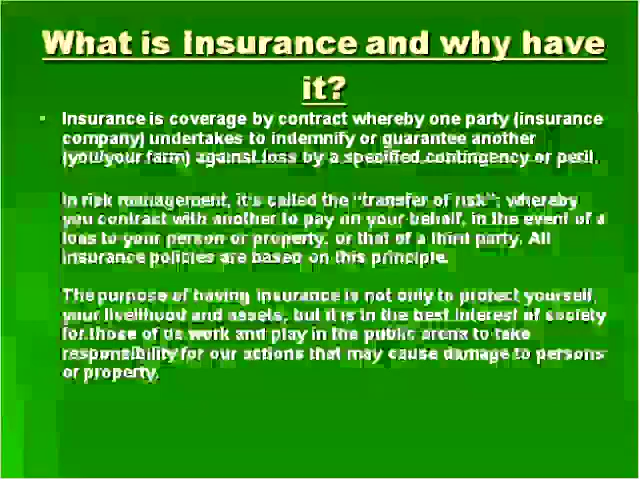 What is Insurance and why have
it?
Insurance is coverage by contract whereby one party (insurance
company) undertakes to indemnify or guarantee another
(you/your farm) against loss by a specified contingency or peril.
In risk management, it's called the "transfer of risk"; whereby
you contract with another to pay on your behalf, in the event of a
loss to your person or property, or that of a third party. All
insurance policies are based on this principle.
The purpose of having insurance is not only to protect yourself,
your livelihood and assets, but it is in the best interest of society
for those of us work and play in the public arena to take
responsibility for our actions that may cause damage to persons
or property.